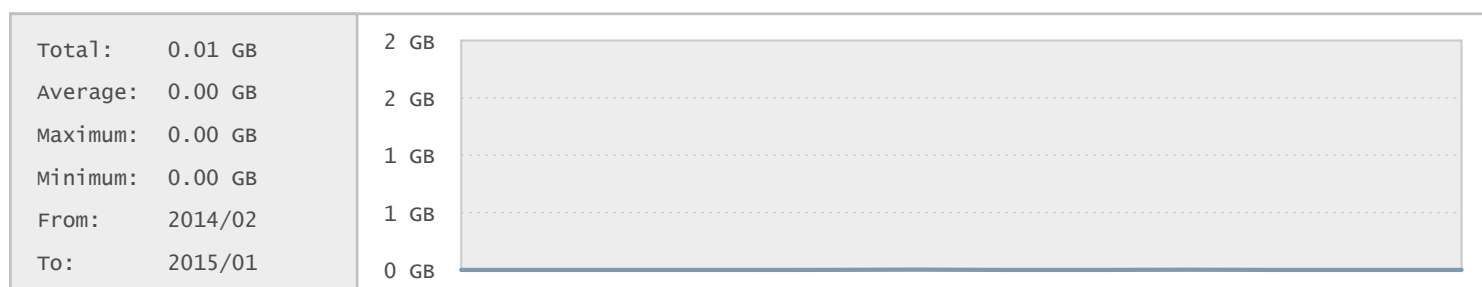 Total: 0.01 GB
Average: 0.00 GB
Maximum: 0.00 GB
Minimum: 0.00 GB
From: 2014/02
To: 2015/01
2 GB
2 GB
1 GB
1 GB
0 GB